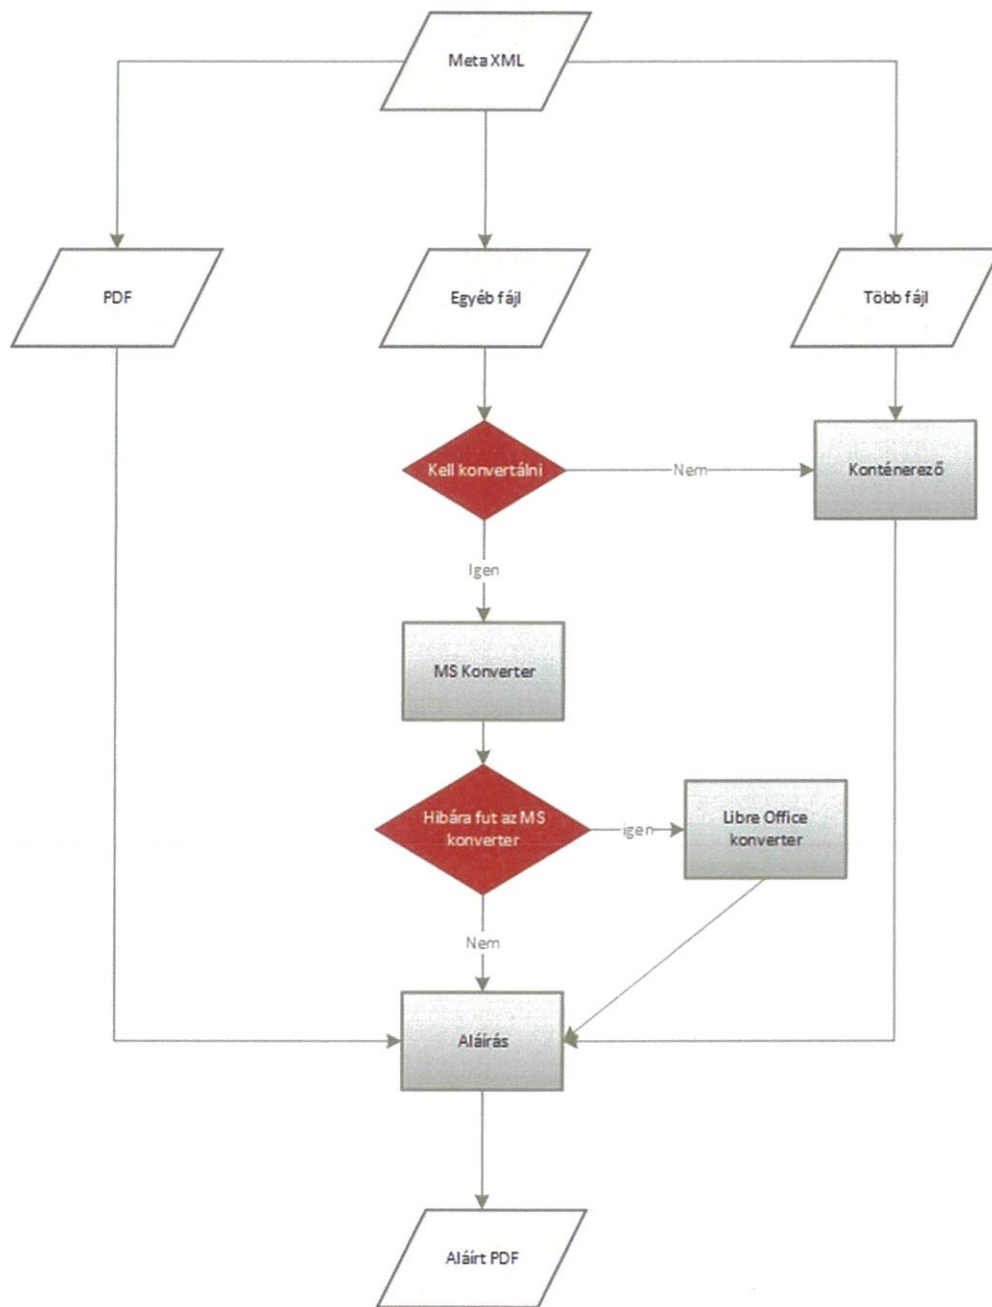 Meta XML
PDF
Egyéb fájl
Több fájl
Kell konvertálni
Nem
Konténerező
Igen
MS Konverter
Hibára fut az MS
konverter
igen
Libre Office
konverter
Nem
Aláírás
Aláírt PDF